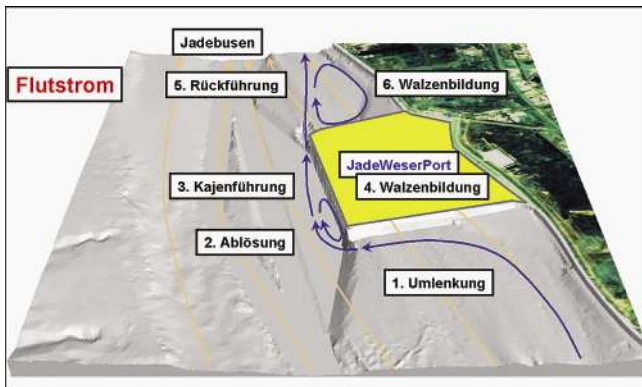 Jadebusen
Flutstrom
5. Rückführung
6. Walzenbildung
JadeWeserPort
3. Kajenführung
4. Walzenbildung
2. Ablösung
1. Umlenkung